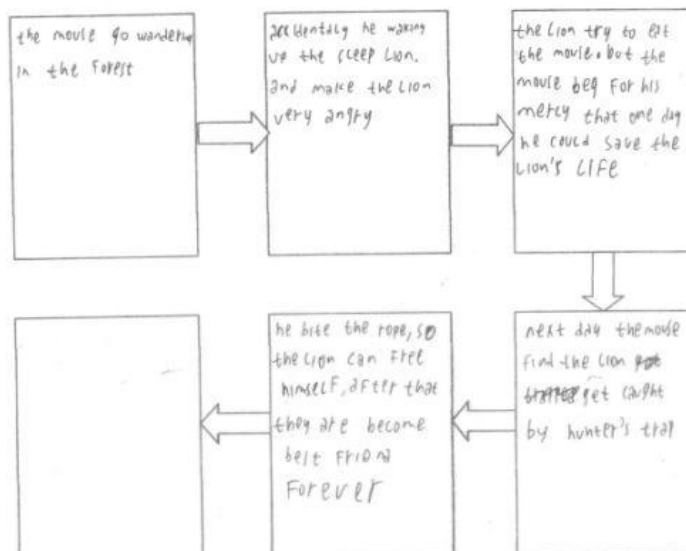 the mouse go wandering
in the Forest
accidentaly he waking
up the sleep Lion.
and make the Lion
very angry
the Lion try to eat
the mouse. but the
mouse beg For his
mercy that one day
he could save the
Lion's LIFE
next day the mouse
find the Lion
get caught
by hunter's trap
he bite the rope, so
the Lion can Free
himselF, aFter that
they are become
best Friend
Forever